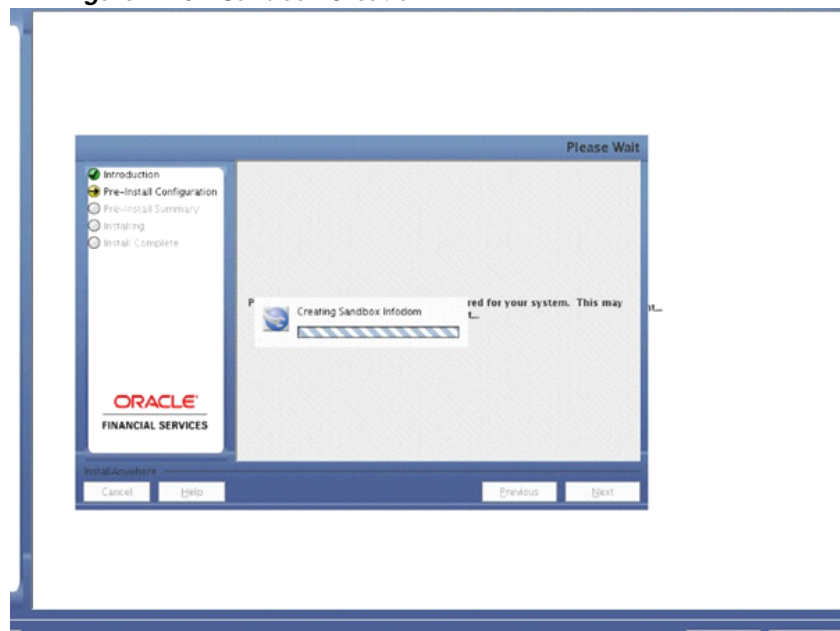 Please Wait
Introduction
Pre-Install Configuration
Pre-Install Summary
Installing
Install Complete
P
red for your system. This may
t...
nt...
Creating Sandbox Infodom
ORACLE
FINANCIAL SERVICES
InstallAnywhere
Cancel
Help
Previous
Next